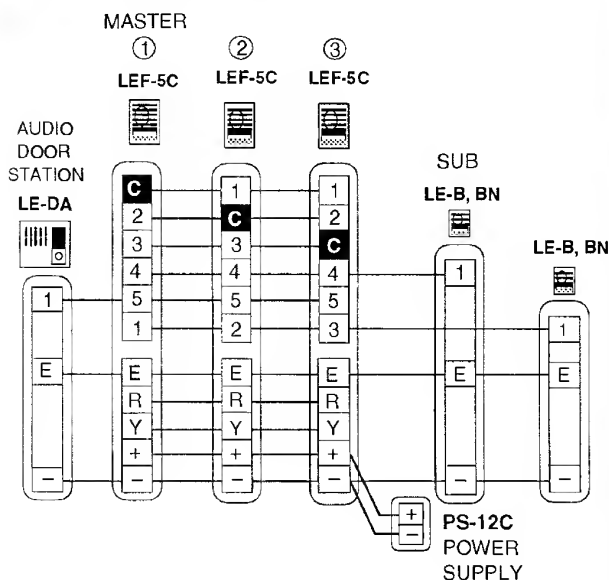 MASTER
① ② ③
LEF-5C LEF-5C LEF-5C
AUDIO
DOOR
STATION
LE-DA
SUB
LE-B, BN
LE-B, BN
C 1 1
2 C 2
3 3 C
4 4 4 1
1 5 5 5
1 2 3 1
E E E E E E
R R R
Y Y Y
+ + +
− − − − − −
+
−
PS-12C
POWER
SUPPLY